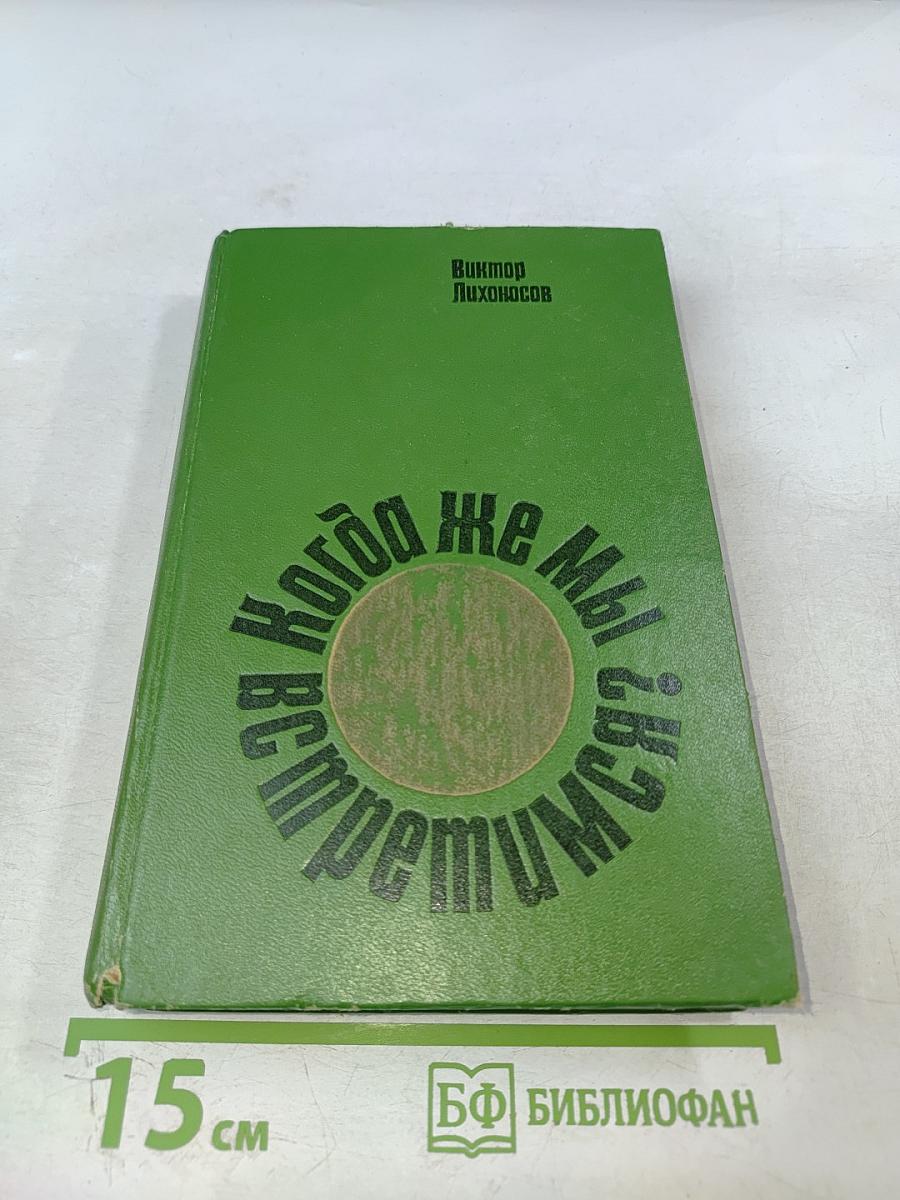 Виктор
Лихоносов
Когда же мы
встретимся?
15 см
БФ БИБЛИОФАН